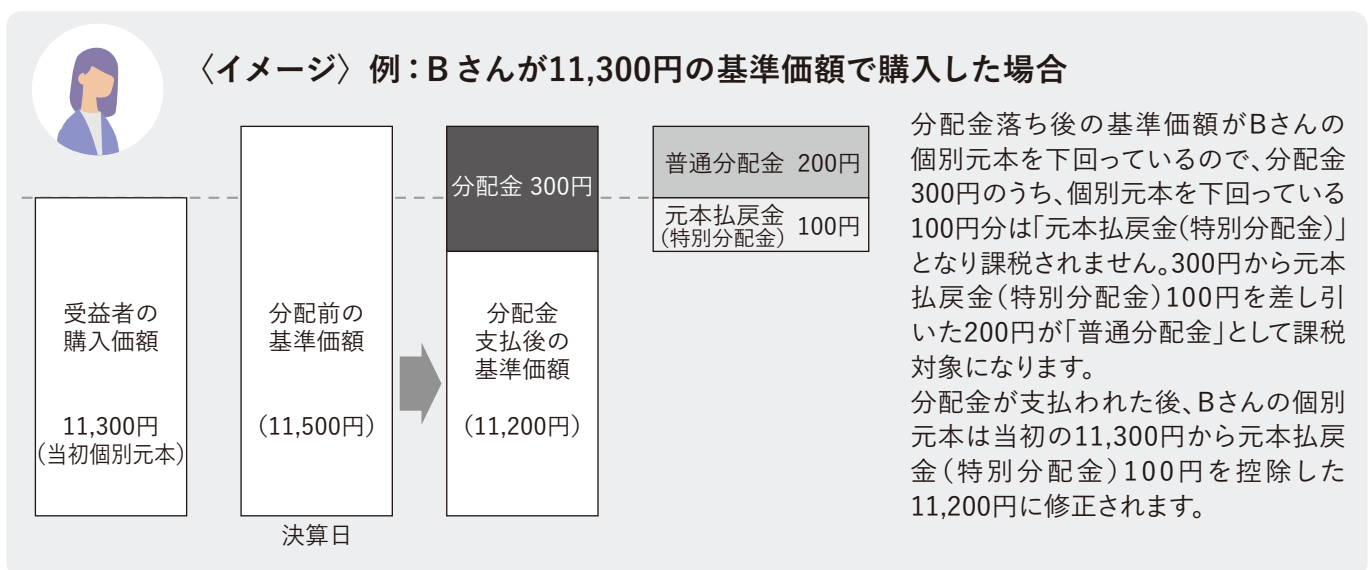 〈イメージ〉例：Bさんが11,300円の基準価額で購入した場合
受益者の
購入価額
11,300円
(当初個別元本)
分配前の
基準価額
(11,500円)
決算日
分配金 300円
分配金
支払後の
基準価額
(11,200円)
普通分配金 200円
元本払戻金
(特別分配金) 100円
分配金落ち後の基準価額がBさんの
個別元本を下回っているので、分配金
300円のうち、個別元本を下回っている
100円分は「元本払戻金(特別分配金)」
となり課税されません。300円から元本
払戻金(特別分配金)100円を差し引
いた200円が「普通分配金」として課税
対象になります。
分配金が支払われた後、Bさんの個別
元本は当初の11,300円から元本払戻
金(特別分配金)100円を控除した
11,200円に修正されます。